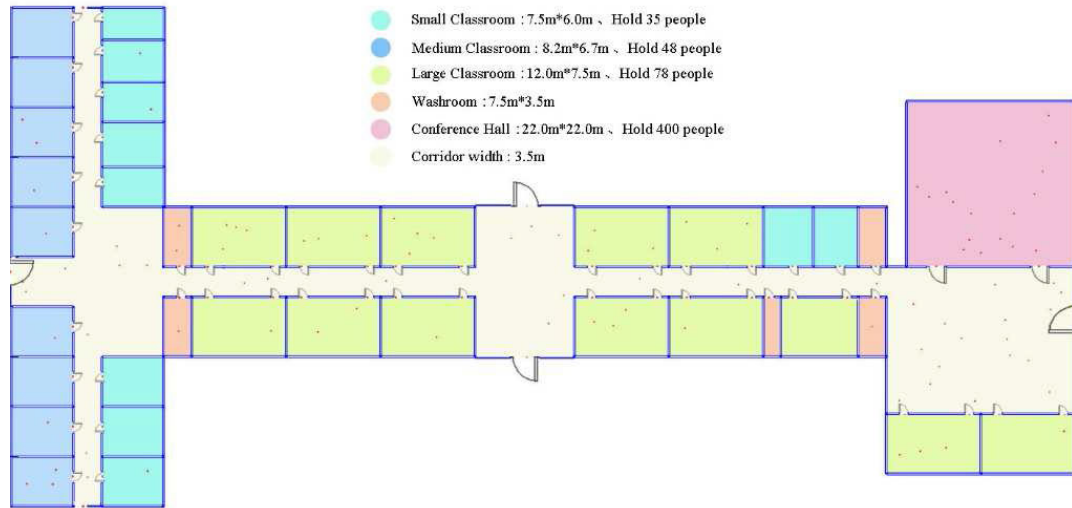 Small Classroom : 7.5m*6.0m 、 Hold 35 people
Medium Classroom : 8.2m*6.7m 、 Hold 48 people
Large Classroom : 12.0m*7.5m 、 Hold 78 people
Washroom : 7.5m*3.5m
Conference Hall : 22.0m*22.0m 、 Hold 400 people
Corridor width : 3.5m